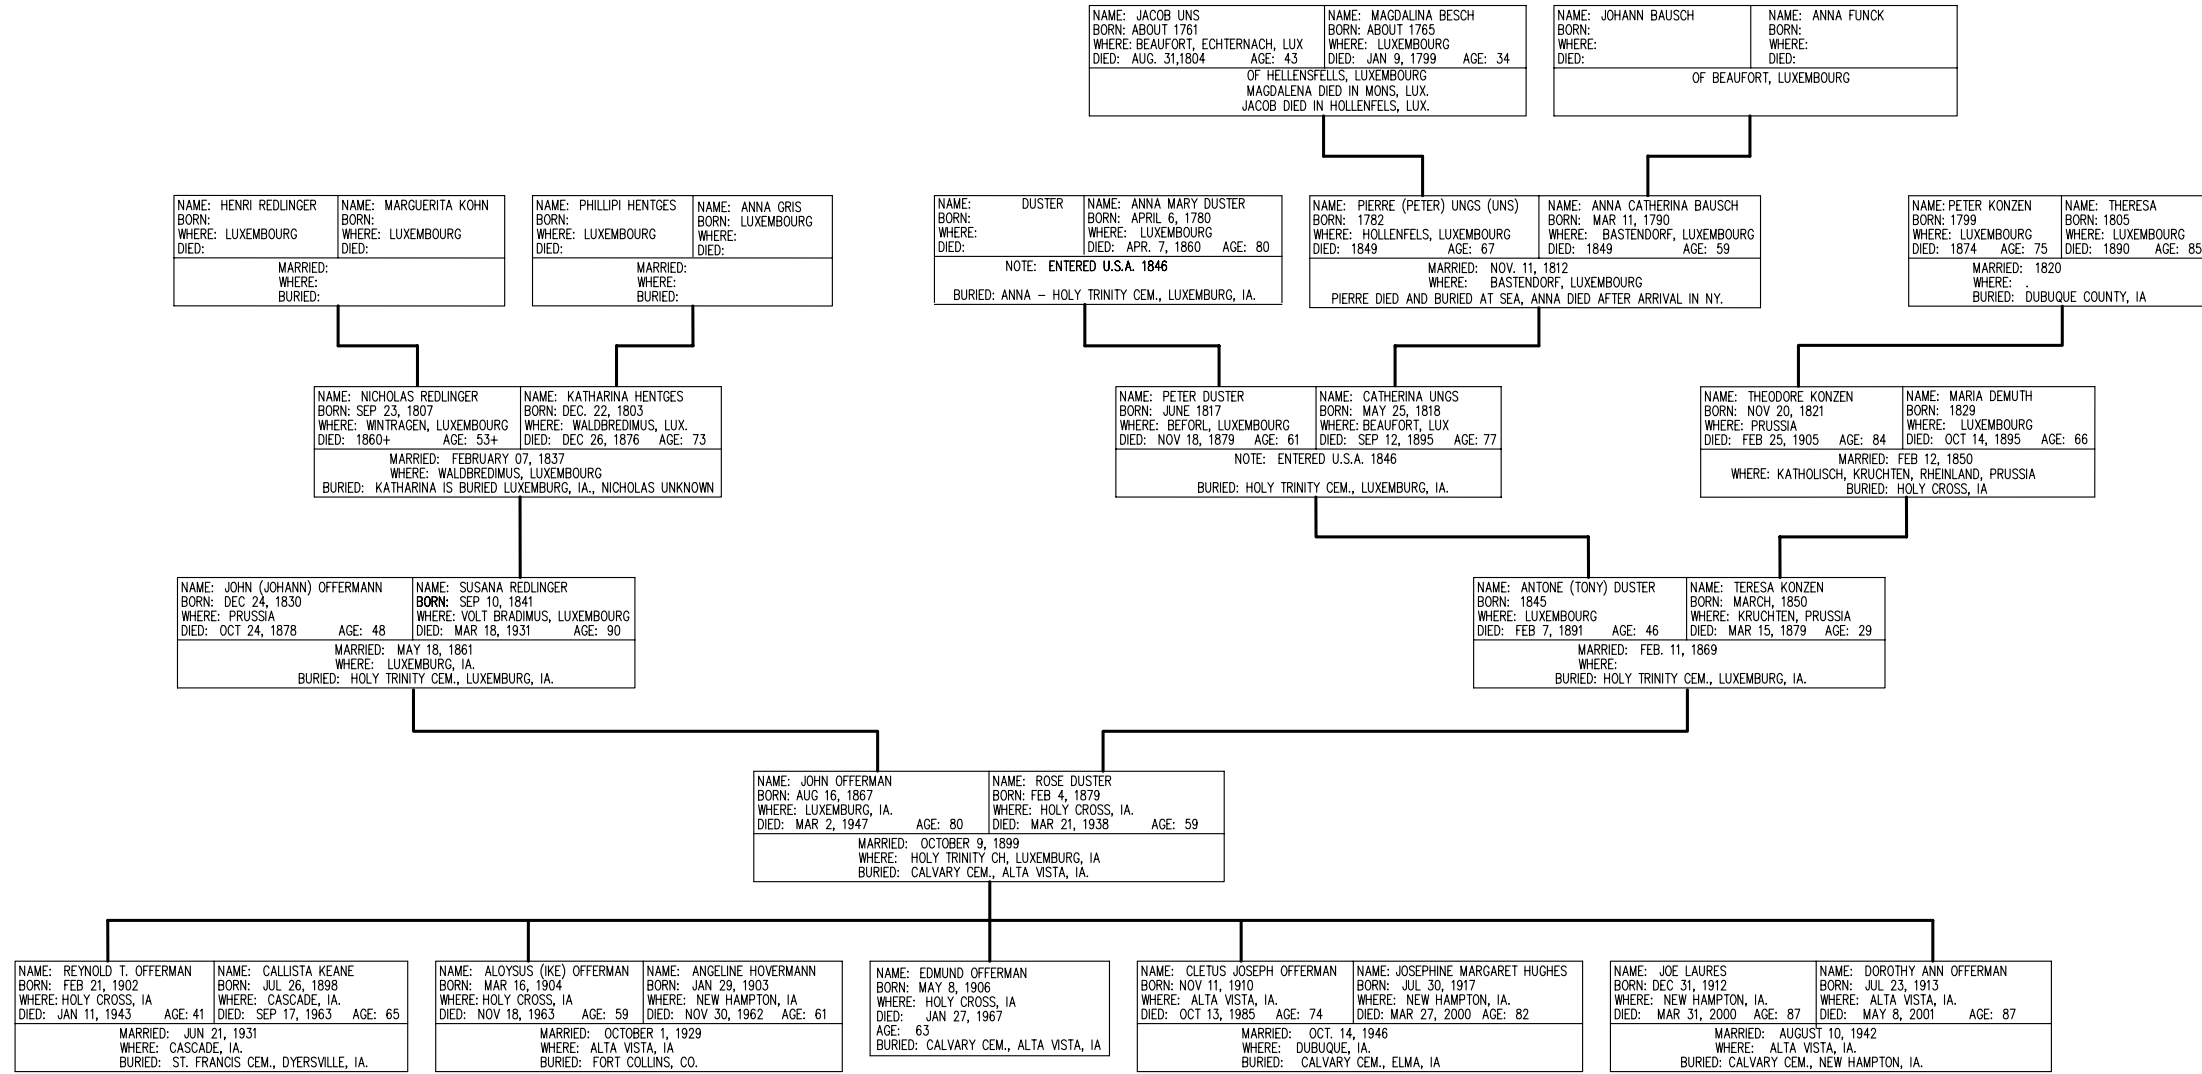 NAME: JACOB UNS
BORN: ABOUT 1761
WHERE: BEAUFORT, ECHTERNACH, LUX
DIED: AUG. 31,1804 AGE: 43
NAME: MAGDALINA BESCH
BORN: ABOUT 1765
WHERE: LUXEMBOURG
DIED: JAN 9, 1799 AGE: 34
OF HELLENSFELLS, LUXEMBOURG
MAGDALENA DIED IN MONS, LUX.
JACOB DIED IN HOLLENFELS, LUX.
NAME: JOHANN BAUSCH
BORN:
WHERE:
DIED:
NAME: ANNA FUNCK
BORN:
WHERE:
DIED:
OF BEAUFORT, LUXEMBOURG
NAME: HENRI REDLINGER
BORN:
WHERE: LUXEMBOURG
DIED:
NAME: MARGUERITA KOHN
BORN:
WHERE: LUXEMBOURG
DIED:
MARRIED:
WHERE:
BURIED:
NAME: PHILLIPI HENTGES
BORN:
WHERE: LUXEMBOURG
DIED:
NAME: ANNA GRIS
BORN: LUXEMBOURG
WHERE:
DIED:
MARRIED:
WHERE:
BURIED:
NAME: DUSTER
BORN:
WHERE:
DIED:
NAME: ANNA MARY DUSTER
BORN: APRIL 6, 1780
WHERE: LUXEMBOURG
DIED: APR. 7, 1860 AGE: 80
NOTE: ENTERED U.S.A. 1846
BURIED: ANNA – HOLY TRINITY CEM., LUXEMBURG, IA.
NAME: PIERRE (PETER) UNGS (UNS)
BORN: 1782
WHERE: HOLLENFELS, LUXEMBOURG
DIED: 1849 AGE: 67
NAME: ANNA CATHERINA BAUSCH
BORN: MAR 11, 1790
WHERE: BASTENDORF, LUXEMBOURG
DIED: 1849 AGE: 59
MARRIED: NOV. 11, 1812
WHERE: BASTENDORF, LUXEMBOURG
PIERRE DIED AND BURIED AT SEA, ANNA DIED AFTER ARRIVAL IN NY.
NAME: PETER KONZEN
BORN: 1799
WHERE: LUXEMBOURG
DIED: 1874 AGE: 75
NAME: THERESA
BORN: 1805
WHERE: LUXEMBOURG
DIED: 1890 AGE: 85
MARRIED: 1820
WHERE: .
BURIED: DUBUQUE COUNTY, IA
NAME: NICHOLAS REDLINGER
BORN: SEP 23, 1807
WHERE: WINTRAGEN, LUXEMBOURG
DIED: 1860+ AGE: 53+
NAME: KATHARINA HENTGES
BORN: DEC. 22, 1803
WHERE: WALDBREDIMUS, LUX.
DIED: DEC 26, 1876 AGE: 73
MARRIED: FEBRUARY 07, 1837
WHERE: WALDBREDIMUS, LUXEMBOURG
BURIED: KATHARINA IS BURIED LUXEMBURG, IA., NICHOLAS UNKNOWN
NAME: PETER DUSTER
BORN: JUNE 1817
WHERE: BEFORL, LUXEMBOURG
DIED: NOV 18, 1879 AGE: 61
NAME: CATHERINA UNGS
BORN: MAY 25, 1818
WHERE: BEAUFORT, LUX
DIED: SEP 12, 1895 AGE: 77
NOTE: ENTERED U.S.A. 1846
BURIED: HOLY TRINITY CEM., LUXEMBURG, IA.
NAME: THEODORE KONZEN
BORN: NOV 20, 1821
WHERE: PRUSSIA
DIED: FEB 25, 1905 AGE: 84
NAME: MARIA DEMUTH
BORN: 1829
WHERE: LUXEMBOURG
DIED: OCT 14, 1895 AGE: 66
MARRIED: FEB 12, 1850
WHERE: KATHOLISCH, KRUCHTEN, RHEINLAND, PRUSSIA
BURIED: HOLY CROSS, IA
NAME: JOHN (JOHANN) OFFERMANN
BORN: DEC 24, 1830
WHERE: PRUSSIA
DIED: OCT 24, 1878 AGE: 48
NAME: SUSANA REDLINGER
BORN: SEP 10, 1841
WHERE: VOLT BRADIMUS, LUXEMBOURG
DIED: MAR 18, 1931 AGE: 90
MARRIED: MAY 18, 1861
WHERE: LUXEMBURG, IA.
BURIED: HOLY TRINITY CEM., LUXEMBURG, IA.
NAME: ANTONE (TONY) DUSTER
BORN: 1845
WHERE: LUXEMBOURG
DIED: FEB 7, 1891 AGE: 46
NAME: TERESA KONZEN
BORN: MARCH, 1850
WHERE: KRUCHTEN, PRUSSIA
DIED: MAR 15, 1879 AGE: 29
MARRIED: FEB. 11, 1869
WHERE:
BURIED: HOLY TRINITY CEM., LUXEMBURG, IA.
NAME: JOHN OFFERMAN
BORN: AUG 16, 1867
WHERE: LUXEMBURG, IA.
DIED: MAR 2, 1947 AGE: 80
NAME: ROSE DUSTER
BORN: FEB 4, 1879
WHERE: HOLY CROSS, IA.
DIED: MAR 21, 1938 AGE: 59
MARRIED: OCTOBER 9, 1899
WHERE: HOLY TRINITY CH, LUXEMBURG, IA
BURIED: CALVARY CEM., ALTA VISTA, IA.
NAME: REYNOLD T. OFFERMAN
BORN: FEB 21, 1902
WHERE: HOLY CROSS, IA
DIED: JAN 11, 1943 AGE: 41
NAME: CALLISTA KEANE
BORN: JUL 26, 1898
WHERE: CASCADE, IA.
DIED: SEP 17, 1963 AGE: 65
MARRIED: JUN 21, 1931
WHERE: CASCADE, IA.
BURIED: ST. FRANCIS CEM., DYERSVILLE, IA.
NAME: ALOYSUS (IKE) OFFERMAN
BORN: MAR 16, 1904
WHERE: HOLY CROSS, IA
DIED: NOV 18, 1963 AGE: 59
NAME: ANGELINE HOVERMANN
BORN: JAN 29, 1903
WHERE: NEW HAMPTON, IA
DIED: NOV 30, 1962 AGE: 61
MARRIED: OCTOBER 1, 1929
WHERE: ALTA VISTA, IA
BURIED: FORT COLLINS, CO.
NAME: EDMUND OFFERMAN
BORN: MAY 8, 1906
WHERE: HOLY CROSS, IA
DIED: JAN 27, 1967
AGE: 63
BURIED: CALVARY CEM., ALTA VISTA, IA
NAME: CLETUS JOSEPH OFFERMAN
BORN: NOV 11, 1910
WHERE: ALTA VISTA, IA.
DIED: OCT 13, 1985 AGE: 74
NAME: JOSEPHINE MARGARET HUGHES
BORN: JUL 30, 1917
WHERE: NEW HAMPTON, IA.
DIED: MAR 27, 2000 AGE: 82
MARRIED: OCT. 14, 1946
WHERE: DUBUQUE, IA.
BURIED: CALVARY CEM., ELMA, IA
NAME: JOE LAURES
BORN: DEC 31, 1912
WHERE: NEW HAMPTON, IA.
DIED: MAR 31, 2000 AGE: 87
NAME: DOROTHY ANN OFFERMAN
BORN: JUL 23, 1913
WHERE: ALTA VISTA, IA.
DIED: MAY 8, 2001 AGE: 87
MARRIED: AUGUST 10, 1942
WHERE: ALTA VISTA, IA.
BURIED: CALVARY CEM., NEW HAMPTON, IA.